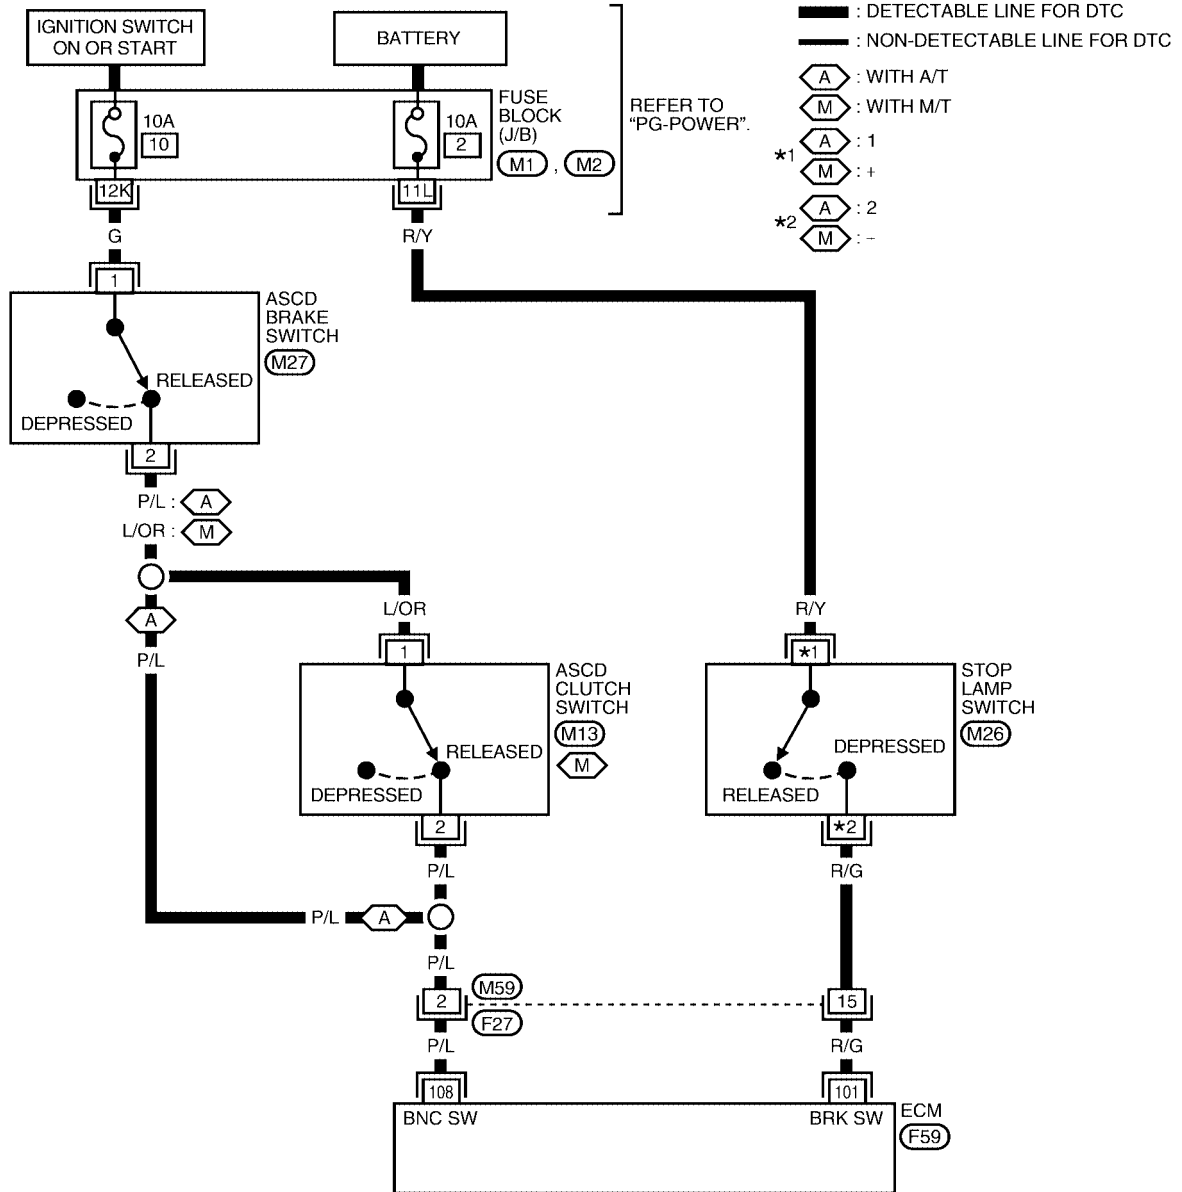 IGNITION SWITCH
ON OR START
BATTERY
10A
10
10A
2
FUSE
BLOCK
(J/B)
M1 , M2
REFER TO
"PG-POWER".
: DETECTABLE LINE FOR DTC
: NON-DETECTABLE LINE FOR DTC
A : WITH A/T
M : WITH M/T
*1
A : 1
M : +
*2
A : 2
M : -
12K
11L
G
R/Y
1
ASCD
BRAKE
SWITCH
M27
RELEASED
DEPRESSED
2
P/L : A
L/OR : M
A
P/L
L/OR
1
ASCD
CLUTCH
SWITCH
M13
M
RELEASED
DEPRESSED
2
P/L
P/L A
P/L
R/Y
*1
STOP
LAMP
SWITCH
M26
DEPRESSED
RELEASED
*2
R/G
2
M59
F27
15
P/L
R/G
108
101
BNC SW
BRK SW
ECM
F59